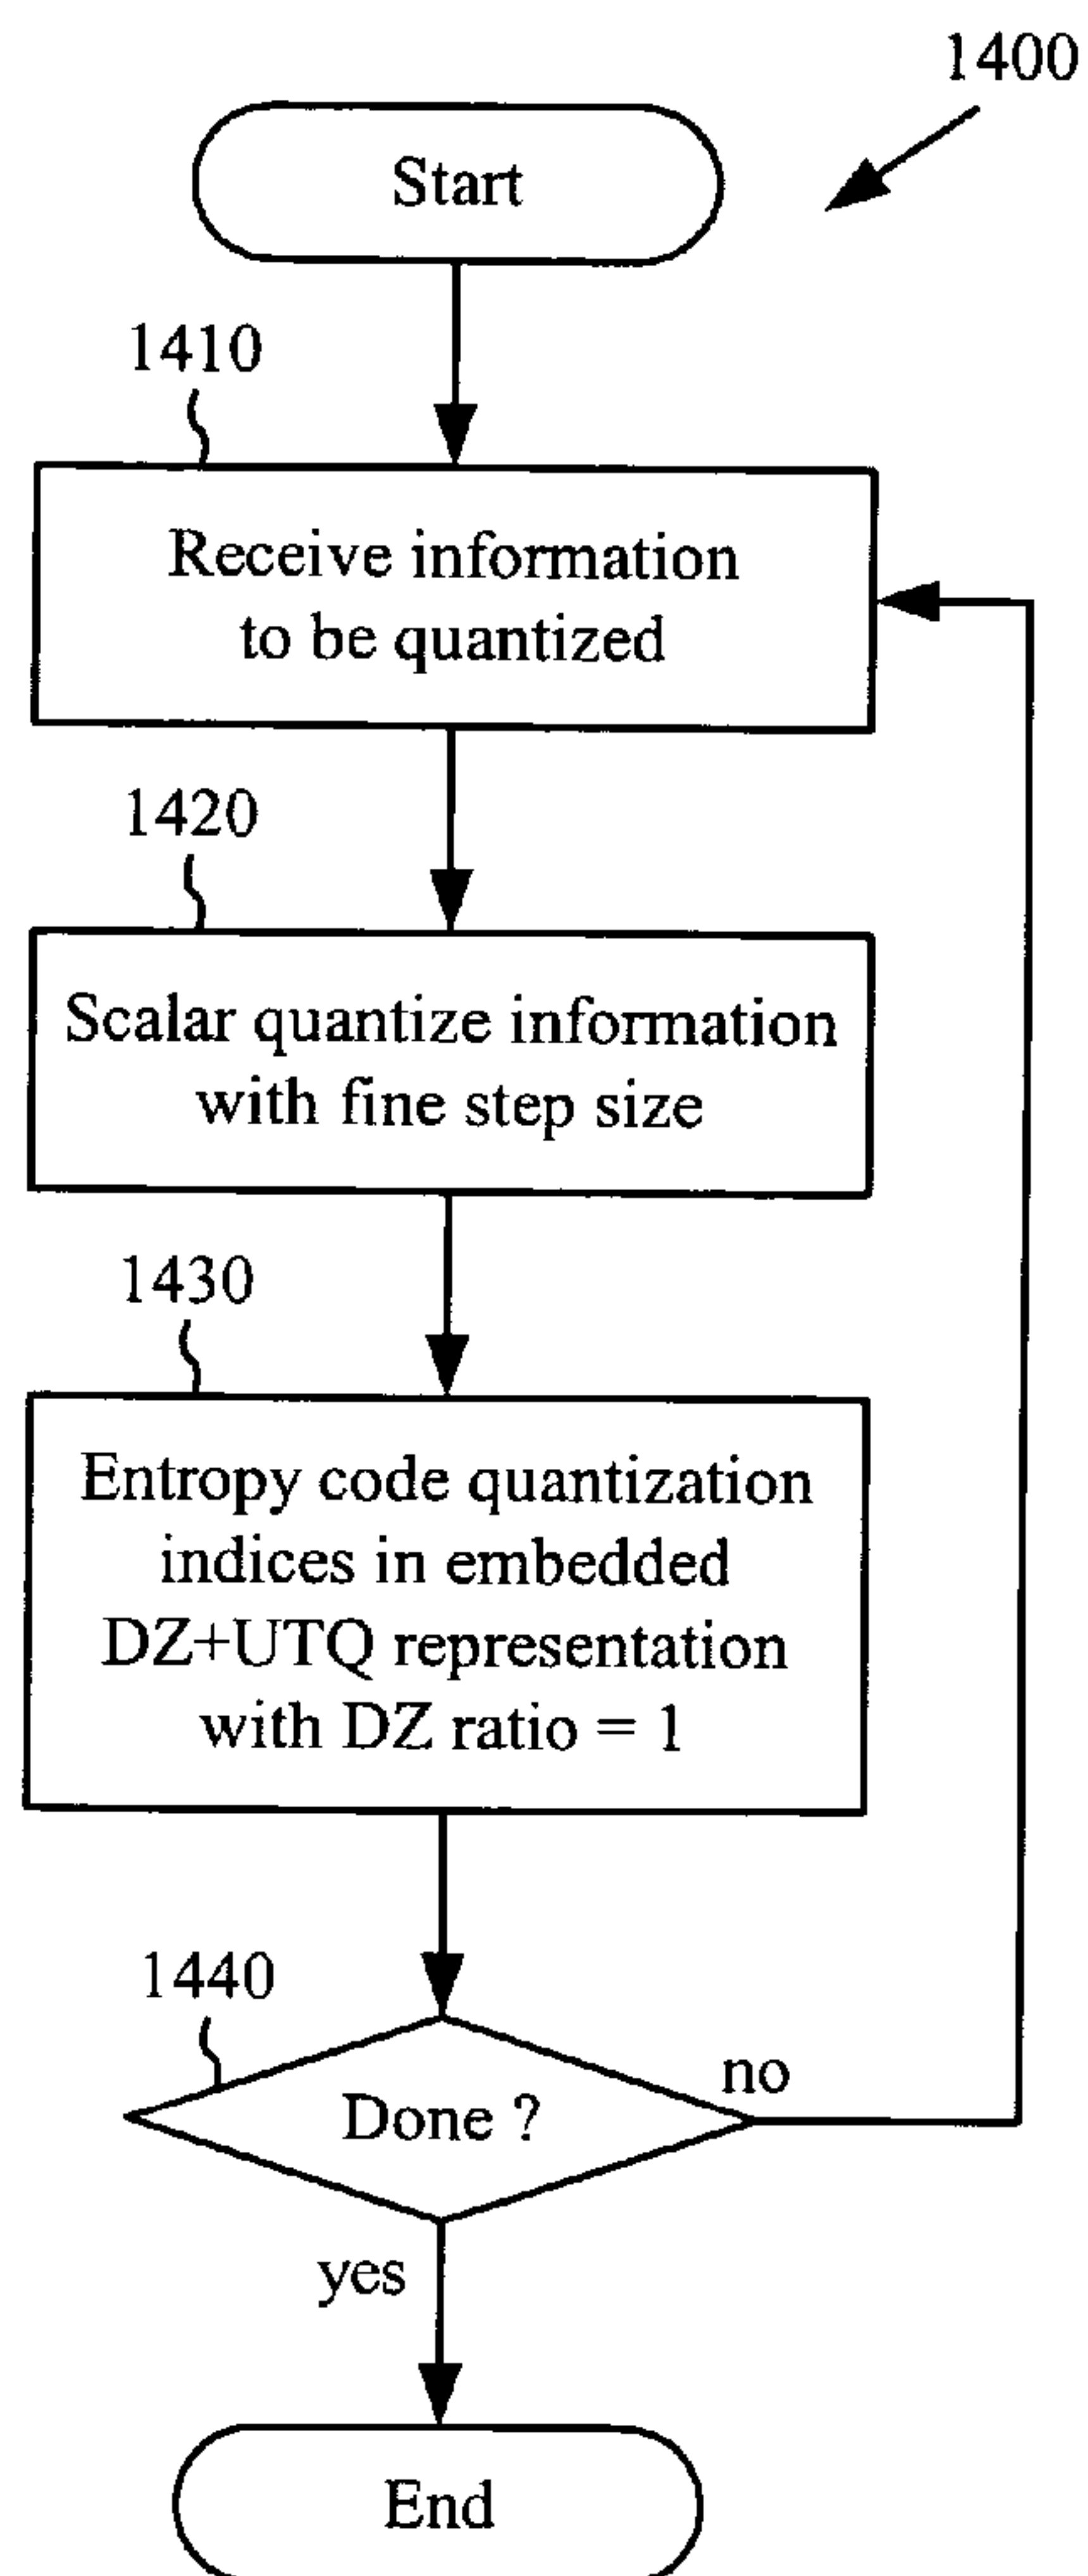 1400
Start
1410
Receive information
to be quantized
1420
Scalar quantize information
with fine step size
1430
Entropy code quantization
indices in embedded
DZ+UTQ representation
with DZ ratio = 1
1440
Done ?
no
yes
End